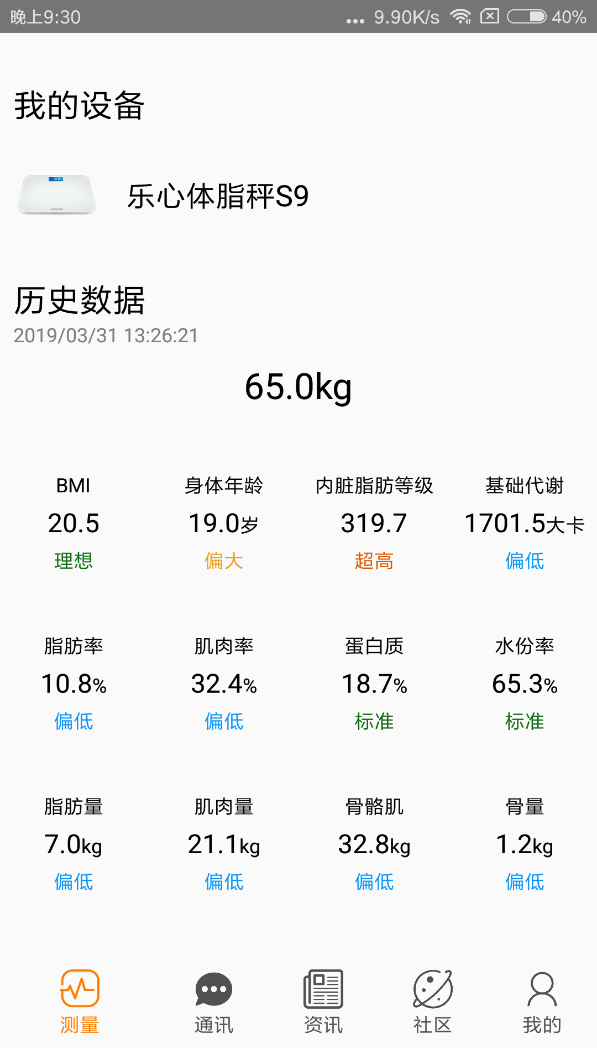 晚上9:30 ... 9.90K/s 40%
我的设备
乐心体脂秤S9
历史数据
2019/03/31 13:26:21
65.0kg
BMI 身体年龄 内脏脂肪等级 基础代谢
20.5 19.0岁 319.7 1701.5大卡
理想 偏大 超高 偏低
脂肪率 肌肉率 蛋白质 水份率
10.8% 32.4% 18.7% 65.3%
偏低 偏低 标准 标准
脂肪量 肌肉量 骨骼肌 骨量
7.0kg 21.1kg 32.8kg 1.2kg
偏低 偏低 偏低 偏低
测量 通讯 资讯 社区 我的